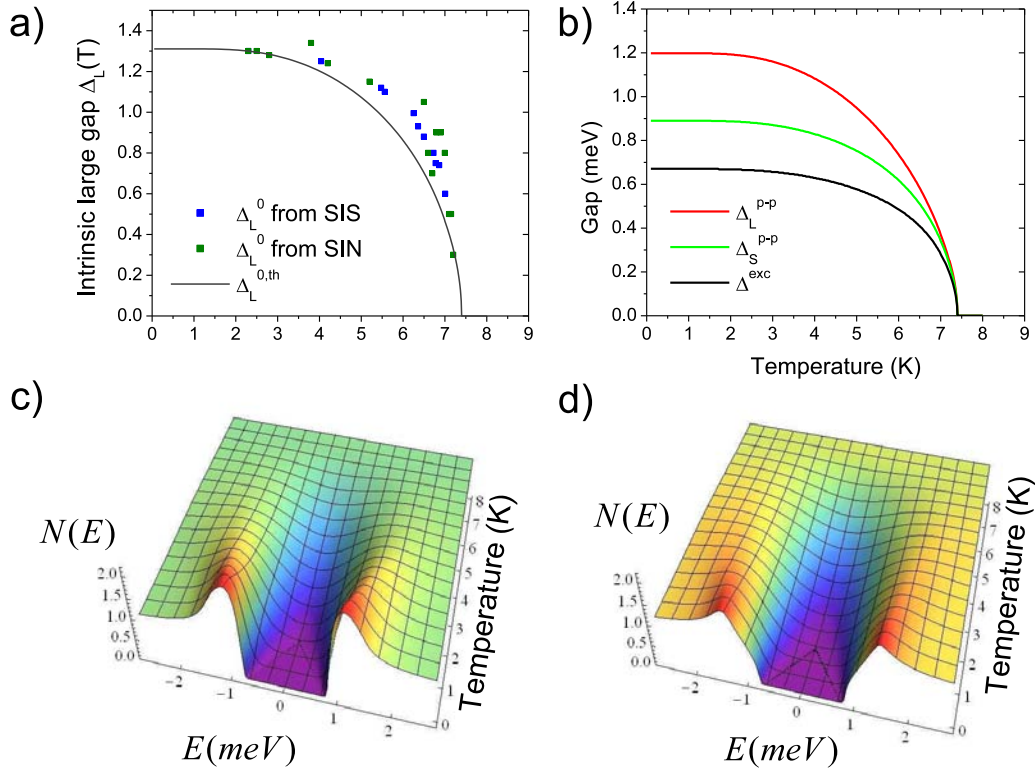 a)
Intrinsic large gap Δ_L(T)
1.4
1.2
1.0
0.8
0.6
0.4
0.2
0.0
Δ_L^0 from SIS
Δ_L^0 from SIN
Δ_L^{0,th}
0 1 2 3 4 5 6 7 8 9
b)
Gap (meV)
1.4
1.2
1.0
0.8
0.6
0.4
0.2
0.0
Δ_L^{p-p}
Δ_S^{p-p}
Δ^{exc}
0 1 2 3 4 5 6 7 8 9
Temperature (K)
c)
N(E)
2.0
1.5
1.0
0.5
0.0
−2 −1 0 1 2
E(meV)
8
7
6
5
4
3
2
1
0
Temperature (K)
d)
N(E)
2.0
1.5
1.0
0.5
0.0
−2 −1 0 1 2
E(meV)
8
7
6
5
4
3
2
1
0
Temperature (K)